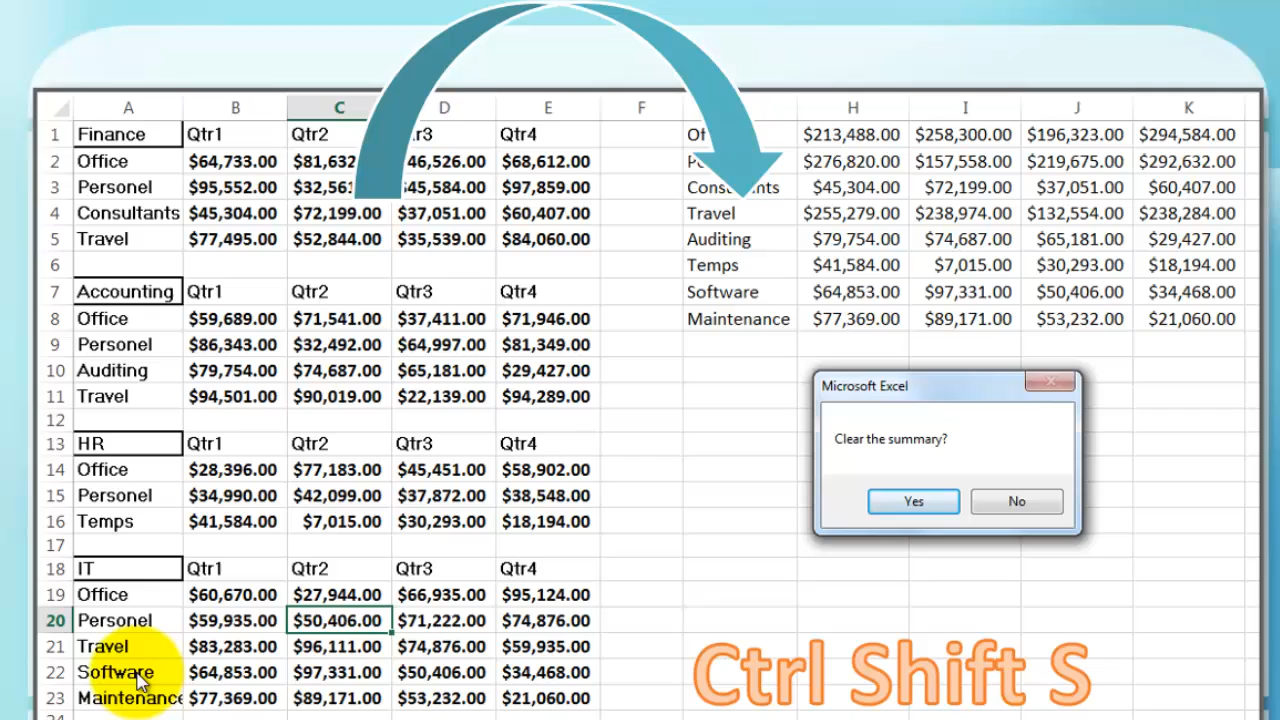 A B C D E F H I J K
1 Finance Qtr1 Qtr2 tr3 Qtr4 Of $213,488.00 $258,300.00 $196,323.00 $294,584.00
2 Office $64,733.00 $81,632 46,526.00 $68,612.00 $276,820.00 $157,558.00 $219,675.00 $292,632.00
3 Personel $95,552.00 $32,561 $45,584.00 $97,859.00 Consultants $45,304.00 $72,199.00 $37,051.00 $60,407.00
4 Consultants $45,304.00 $72,199.00 $37,051.00 $60,407.00 Travel $255,279.00 $238,974.00 $132,554.00 $238,284.00
5 Travel $77,495.00 $52,844.00 $35,539.00 $84,060.00 Auditing $79,754.00 $74,687.00 $65,181.00 $29,427.00
6 Temps $41,584.00 $7,015.00 $30,293.00 $18,194.00
7 Accounting Qtr1 Qtr2 Qtr3 Qtr4 Software $64,853.00 $97,331.00 $50,406.00 $34,468.00
8 Office $59,689.00 $71,541.00 $37,411.00 $71,946.00 Maintenance $77,369.00 $89,171.00 $53,232.00 $21,060.00
9 Personel $86,343.00 $32,492.00 $64,997.00 $81,349.00
10 Auditing $79,754.00 $74,687.00 $65,181.00 $29,427.00
11 Travel $94,501.00 $90,019.00 $22,139.00 $94,289.00
12
13 HR Qtr1 Qtr2 Qtr3 Qtr4
14 Office $28,396.00 $77,183.00 $45,451.00 $58,902.00
15 Personel $34,990.00 $42,099.00 $37,872.00 $38,548.00
16 Temps $41,584.00 $7,015.00 $30,293.00 $18,194.00
17
18 IT Qtr1 Qtr2 Qtr3 Qtr4
19 Office $60,670.00 $27,944.00 $66,935.00 $95,124.00
20 Personel $59,935.00 $50,406.00 $71,222.00 $74,876.00
21 Travel $83,283.00 $96,111.00 $74,876.00 $54,635.00
22 Software $64,853.00 $97,331.00 $50,406.00 $34,468.00
23 Maintenance $77,369.00 $89,171.00 $53,232.00 $21,060.00
Microsoft Excel
Clear the summary?
Yes No
Ctrl Shift S